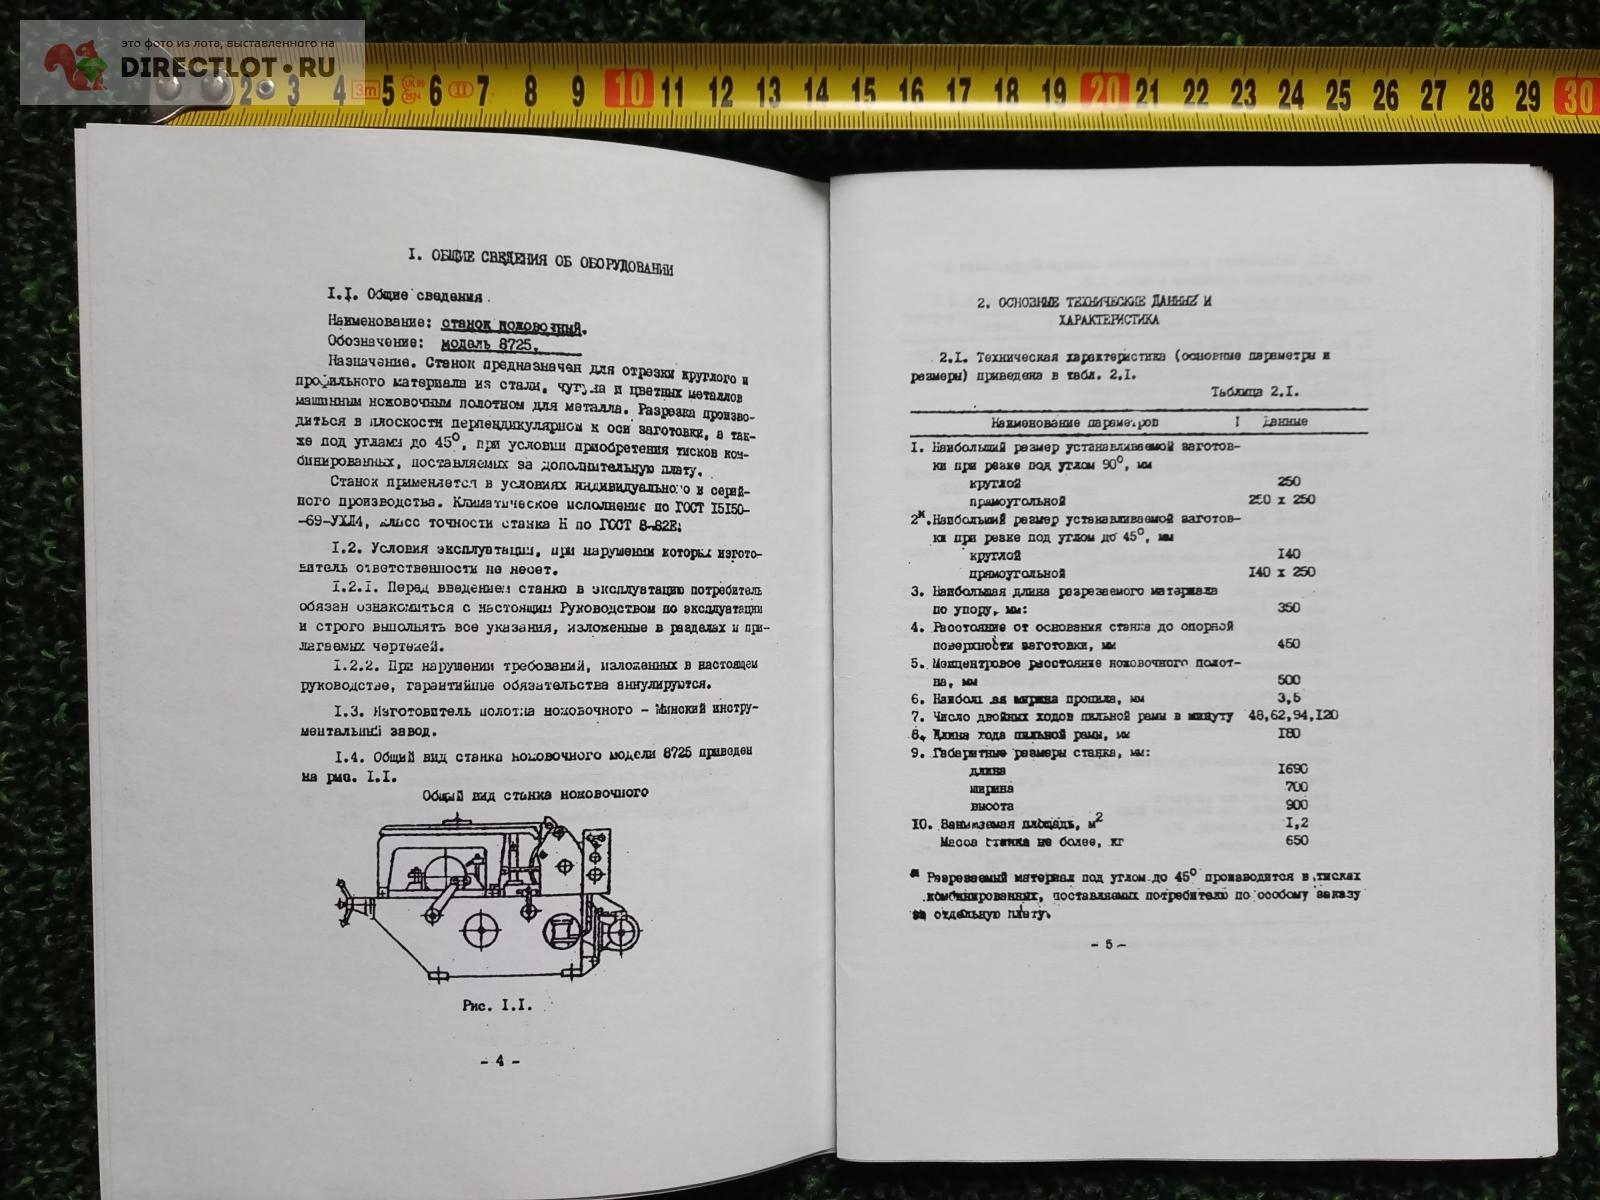 это фото из лота, выставленного на
DIRECTLOT.RU
2 3 4 3m 5 6 II 7 8 9 10 11 12 13 14 15 16 17 18 19 20 21 22 23 24 25 26 27 28 29 30
I. ОБЩИЕ СВЕДЕНИЯ ОБ ОБОРУДОВАНИИ
I.I. Общие сведения.
Наименование: станок ножовочный.
Обозначение: модель 8725.
Назначение. Станок предназначен для отрезки круглого и
профильного материала из стали, чугуна и цветных металлов
машинным ножовочным полотном для металла. Разрезка произво-
диться в плоскости перпендикулярном к оси заготовки, а так-
же под углами до 45°, при условии приобретения тисков ком-
бинированных, поставляемых за дополнительную плату.
Станок применяется в условиях индивидуального и серий-
ного производства. Климатическое исполнение по ГОСТ I5I50-
-69-УХЛ4, класс точности станка Н по ГОСТ 8-82Е.
I.2. Условия эксплуатации, при нарушении которых изгото-
витель ответственности не несет.
I.2.I. Перед введением станка в эксплуатацию потребитель
обязан ознакомиться с настоящим Руководством по эксплуатации
и строго выполнять все указания, изложенные в разделах и при-
лагаемых чертежей.
I.2.2. При нарушении требований, изложенных в настоящем
руководстве, гарантийные обязательства аннулируются.
I.3. Изготовитель полотна ножовочного - Минский инстру-
ментальный завод.
I.4. Общий вид станка ножовочного модели 8725 приведен
на рис. I.I.
Общий вид станка ножовочного
Рис. I.I.
- 4 -
2. ОСНОВНЫЕ ТЕХНИЧЕСКИЕ ДАННЫЕ И
ХАРАКТЕРИСТИКА
2.I. Техническая характеристика (основные параметры и
размеры) приведена в табл. 2.I.
Таблица 2.I.
Наименование параметров I Данные
I. Наибольший размер устанавливаемой заготов-
ки при резке под углом 90°, мм
круглой 250
прямоугольной 250 x 250
2ж. Наибольший размер устанавливаемой заготов-
ки при резке под углом до 45°, мм
круглой I40
прямоугольной I40 x 250
3. Наибольшая длина разрезаемого материала
по упору, мм: 350
4. Расстояние от основания станка до опорной
поверхности заготовки, мм 450
5. Межцентровое расстояние ножовочного полот-
на, мм 500
6. Наибольшая ширина пропила, мм 3,5
7. Число двойных ходов пильной рамы в минуту 48,62,94,I20
8. Длина хода пильной рамы, мм I80
9. Габаритные размеры станка, мм:
длина I690
ширина 700
высота 900
I0. Занимаемая площадь, м2 I,2
Масса станка не более, кг 650
ж Разрезаемый материал под углом до 45° производится в тисках
комбинированных, поставляемых потребителю по особому заказу
за отдельную плату.
- 5 -